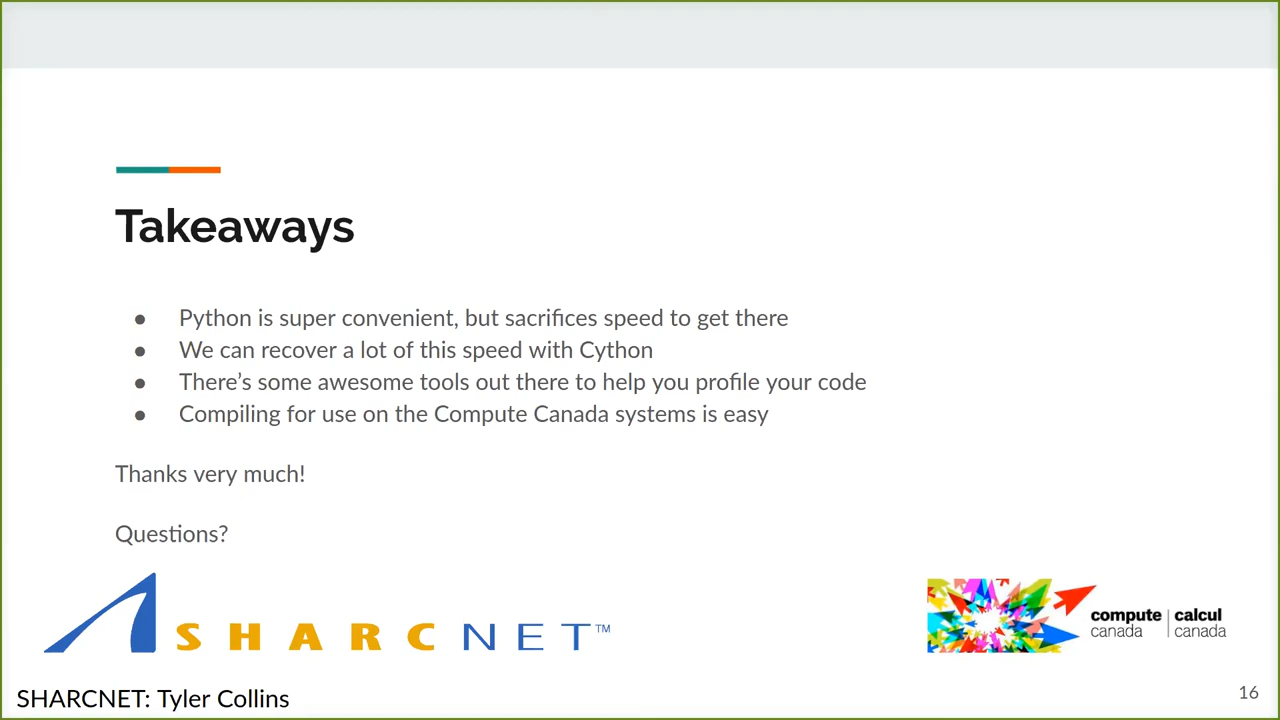 Takeaways
● Python is super convenient, but sacrifices speed to get there
● We can recover a lot of this speed with Cython
● There's some awesome tools out there to help you profile your code
● Compiling for use on the Compute Canada systems is easy
Thanks very much!
Questions?
SHARCNET™
compute | calcul
canada | canada
SHARCNET: Tyler Collins
16